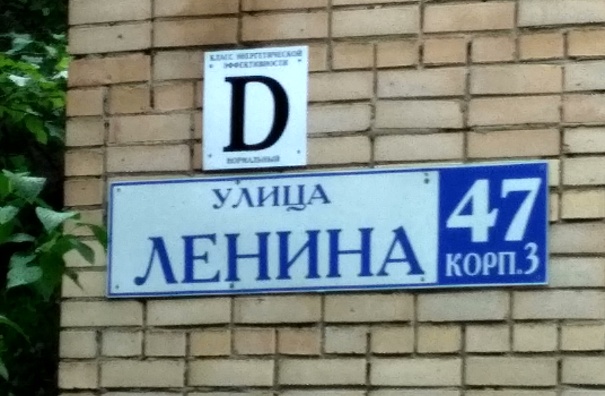 КЛАСС ЭНЕРГЕТИЧЕСКОЙ
ЭФФЕКТИВНОСТИ
D
НОРМАЛЬНЫЙ
УЛИЦА
ЛЕНИНА
47
КОРП.3